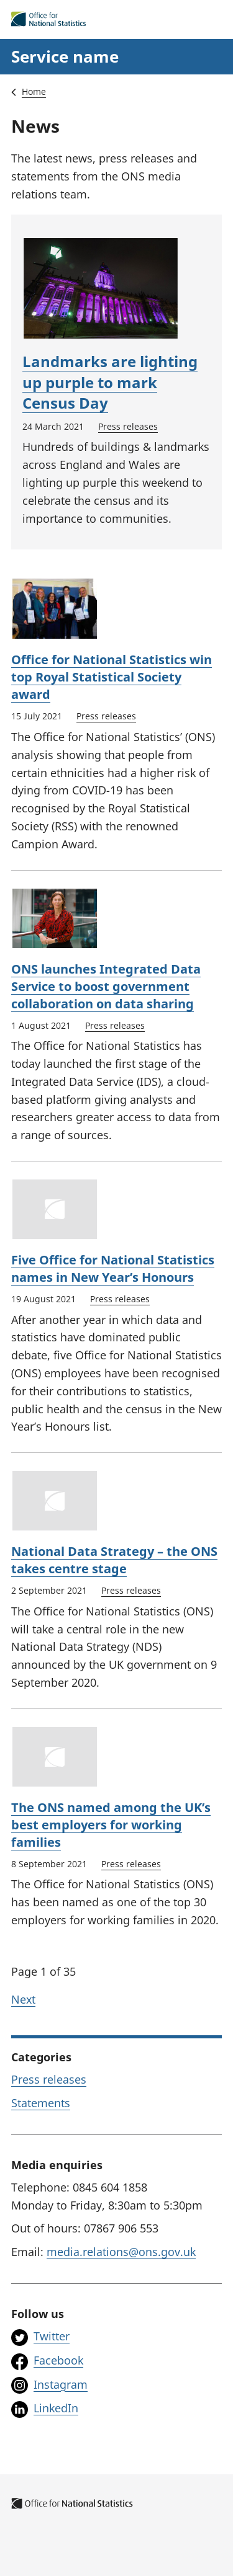 Office for
National Statistics
Service name
Home
News
The latest news, press releases and
statements from the ONS media
relations team.
Landmarks are lighting
up purple to mark
Census Day
24 March 2021 Press releases
Hundreds of buildings & landmarks
across England and Wales are
lighting up purple this weekend to
celebrate the census and its
importance to communities.
Office for National Statistics win
top Royal Statistical Society
award
15 July 2021 Press releases
The Office for National Statistics’ (ONS)
analysis showing that people from
certain ethnicities had a higher risk of
dying from COVID-19 has been
recognised by the Royal Statistical
Society (RSS) with the renowned
Campion Award.
ONS launches Integrated Data
Service to boost government
collaboration on data sharing
1 August 2021 Press releases
The Office for National Statistics has
today launched the first stage of the
Integrated Data Service (IDS), a cloud-
based platform giving analysts and
researchers greater access to data from
a range of sources.
Five Office for National Statistics
names in New Year’s Honours
19 August 2021 Press releases
After another year in which data and
statistics have dominated public
debate, five Office for National Statistics
(ONS) employees have been recognised
for their contributions to statistics,
public health and the census in the New
Year’s Honours list.
National Data Strategy – the ONS
takes centre stage
2 September 2021 Press releases
The Office for National Statistics (ONS)
will take a central role in the new
National Data Strategy (NDS)
announced by the UK government on 9
September 2020.
The ONS named among the UK’s
best employers for working
families
8 September 2021 Press releases
The Office for National Statistics (ONS)
has been named as one of the top 30
employers for working families in 2020.
Page 1 of 35
Next
Categories
Press releases
Statements
Media enquiries
Telephone: 0845 604 1858
Monday to Friday, 8:30am to 5:30pm
Out of hours: 07867 906 553
Email: media.relations@ons.gov.uk
Follow us
Twitter
Facebook
Instagram
LinkedIn
Office for National Statistics